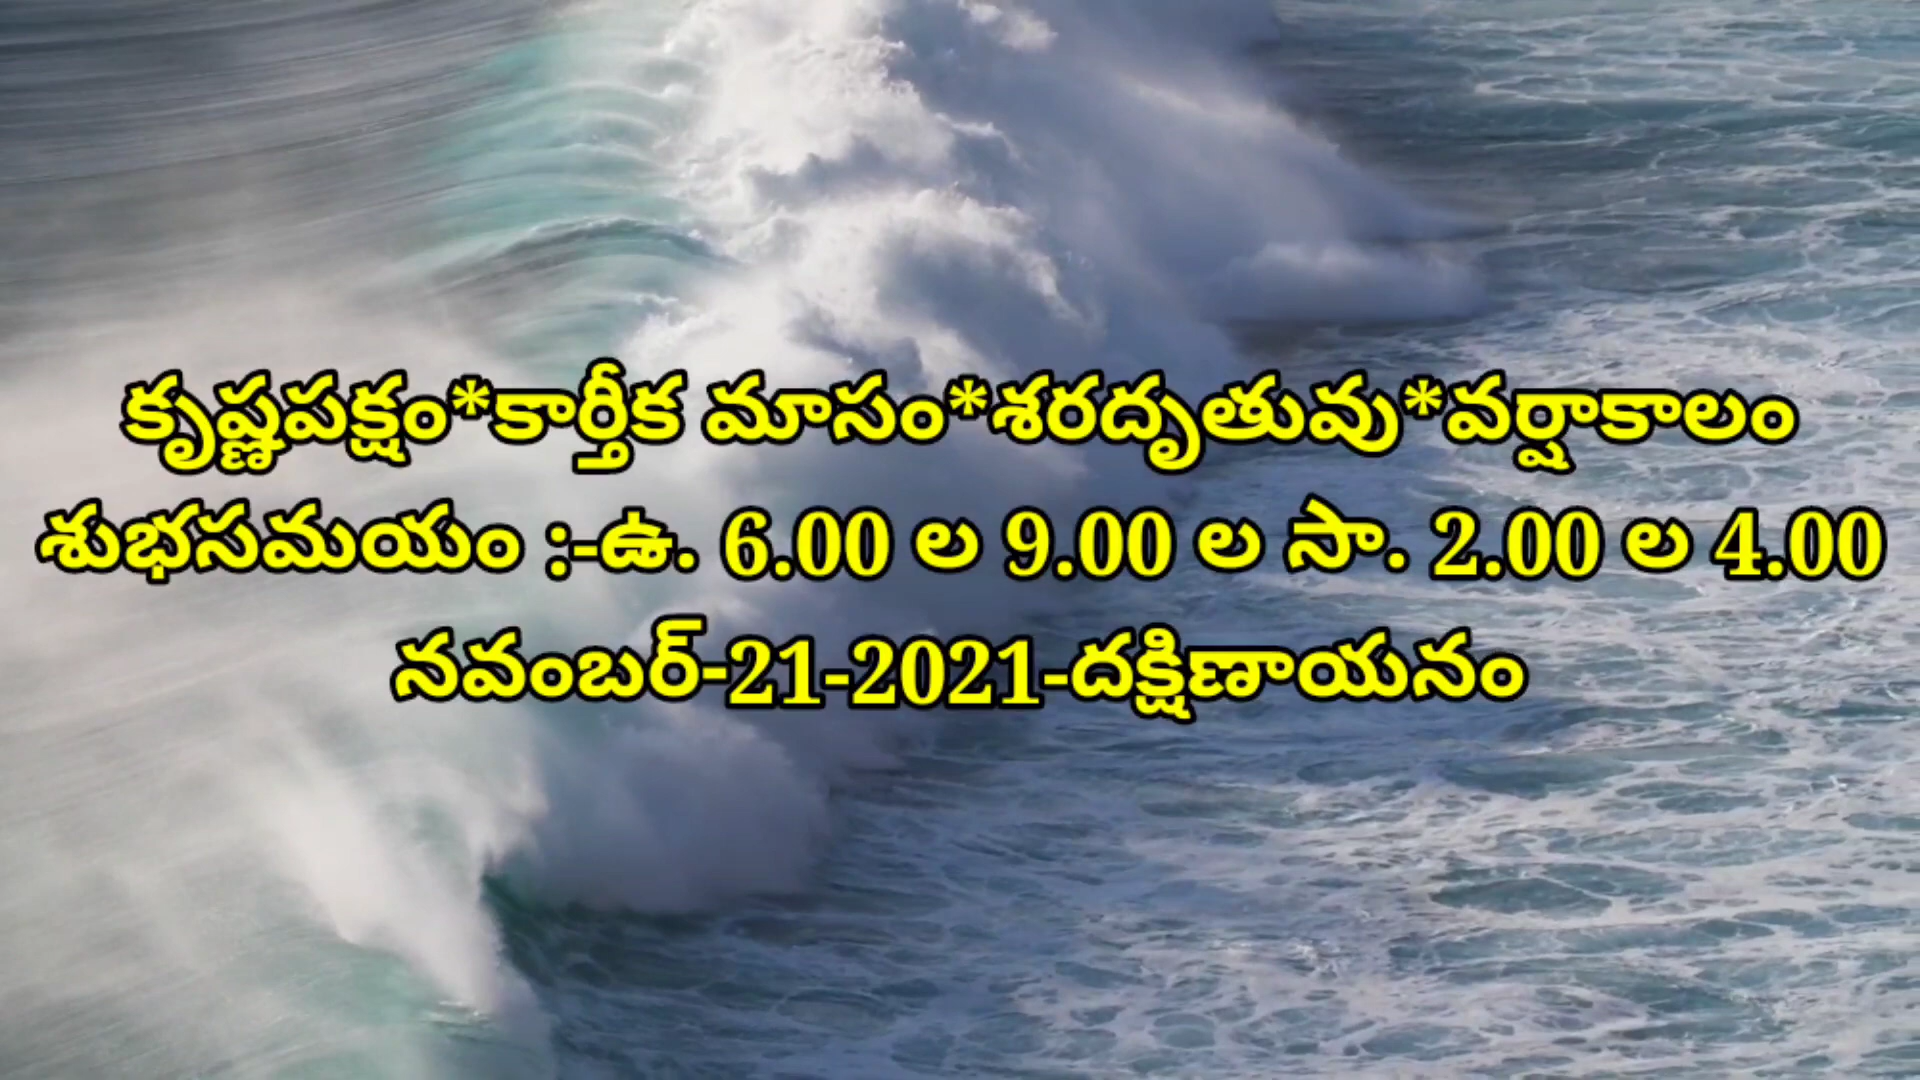 కృష్ణపక్షం*కార్తీక మాసం*శరదృతువు*వర్షాకాలం
శుభసమయం :-ఉ. 6.00 ల 9.00 ల సా. 2.00 ల 4.00
నవంబర్-21-2021-దక్షిణాయనం